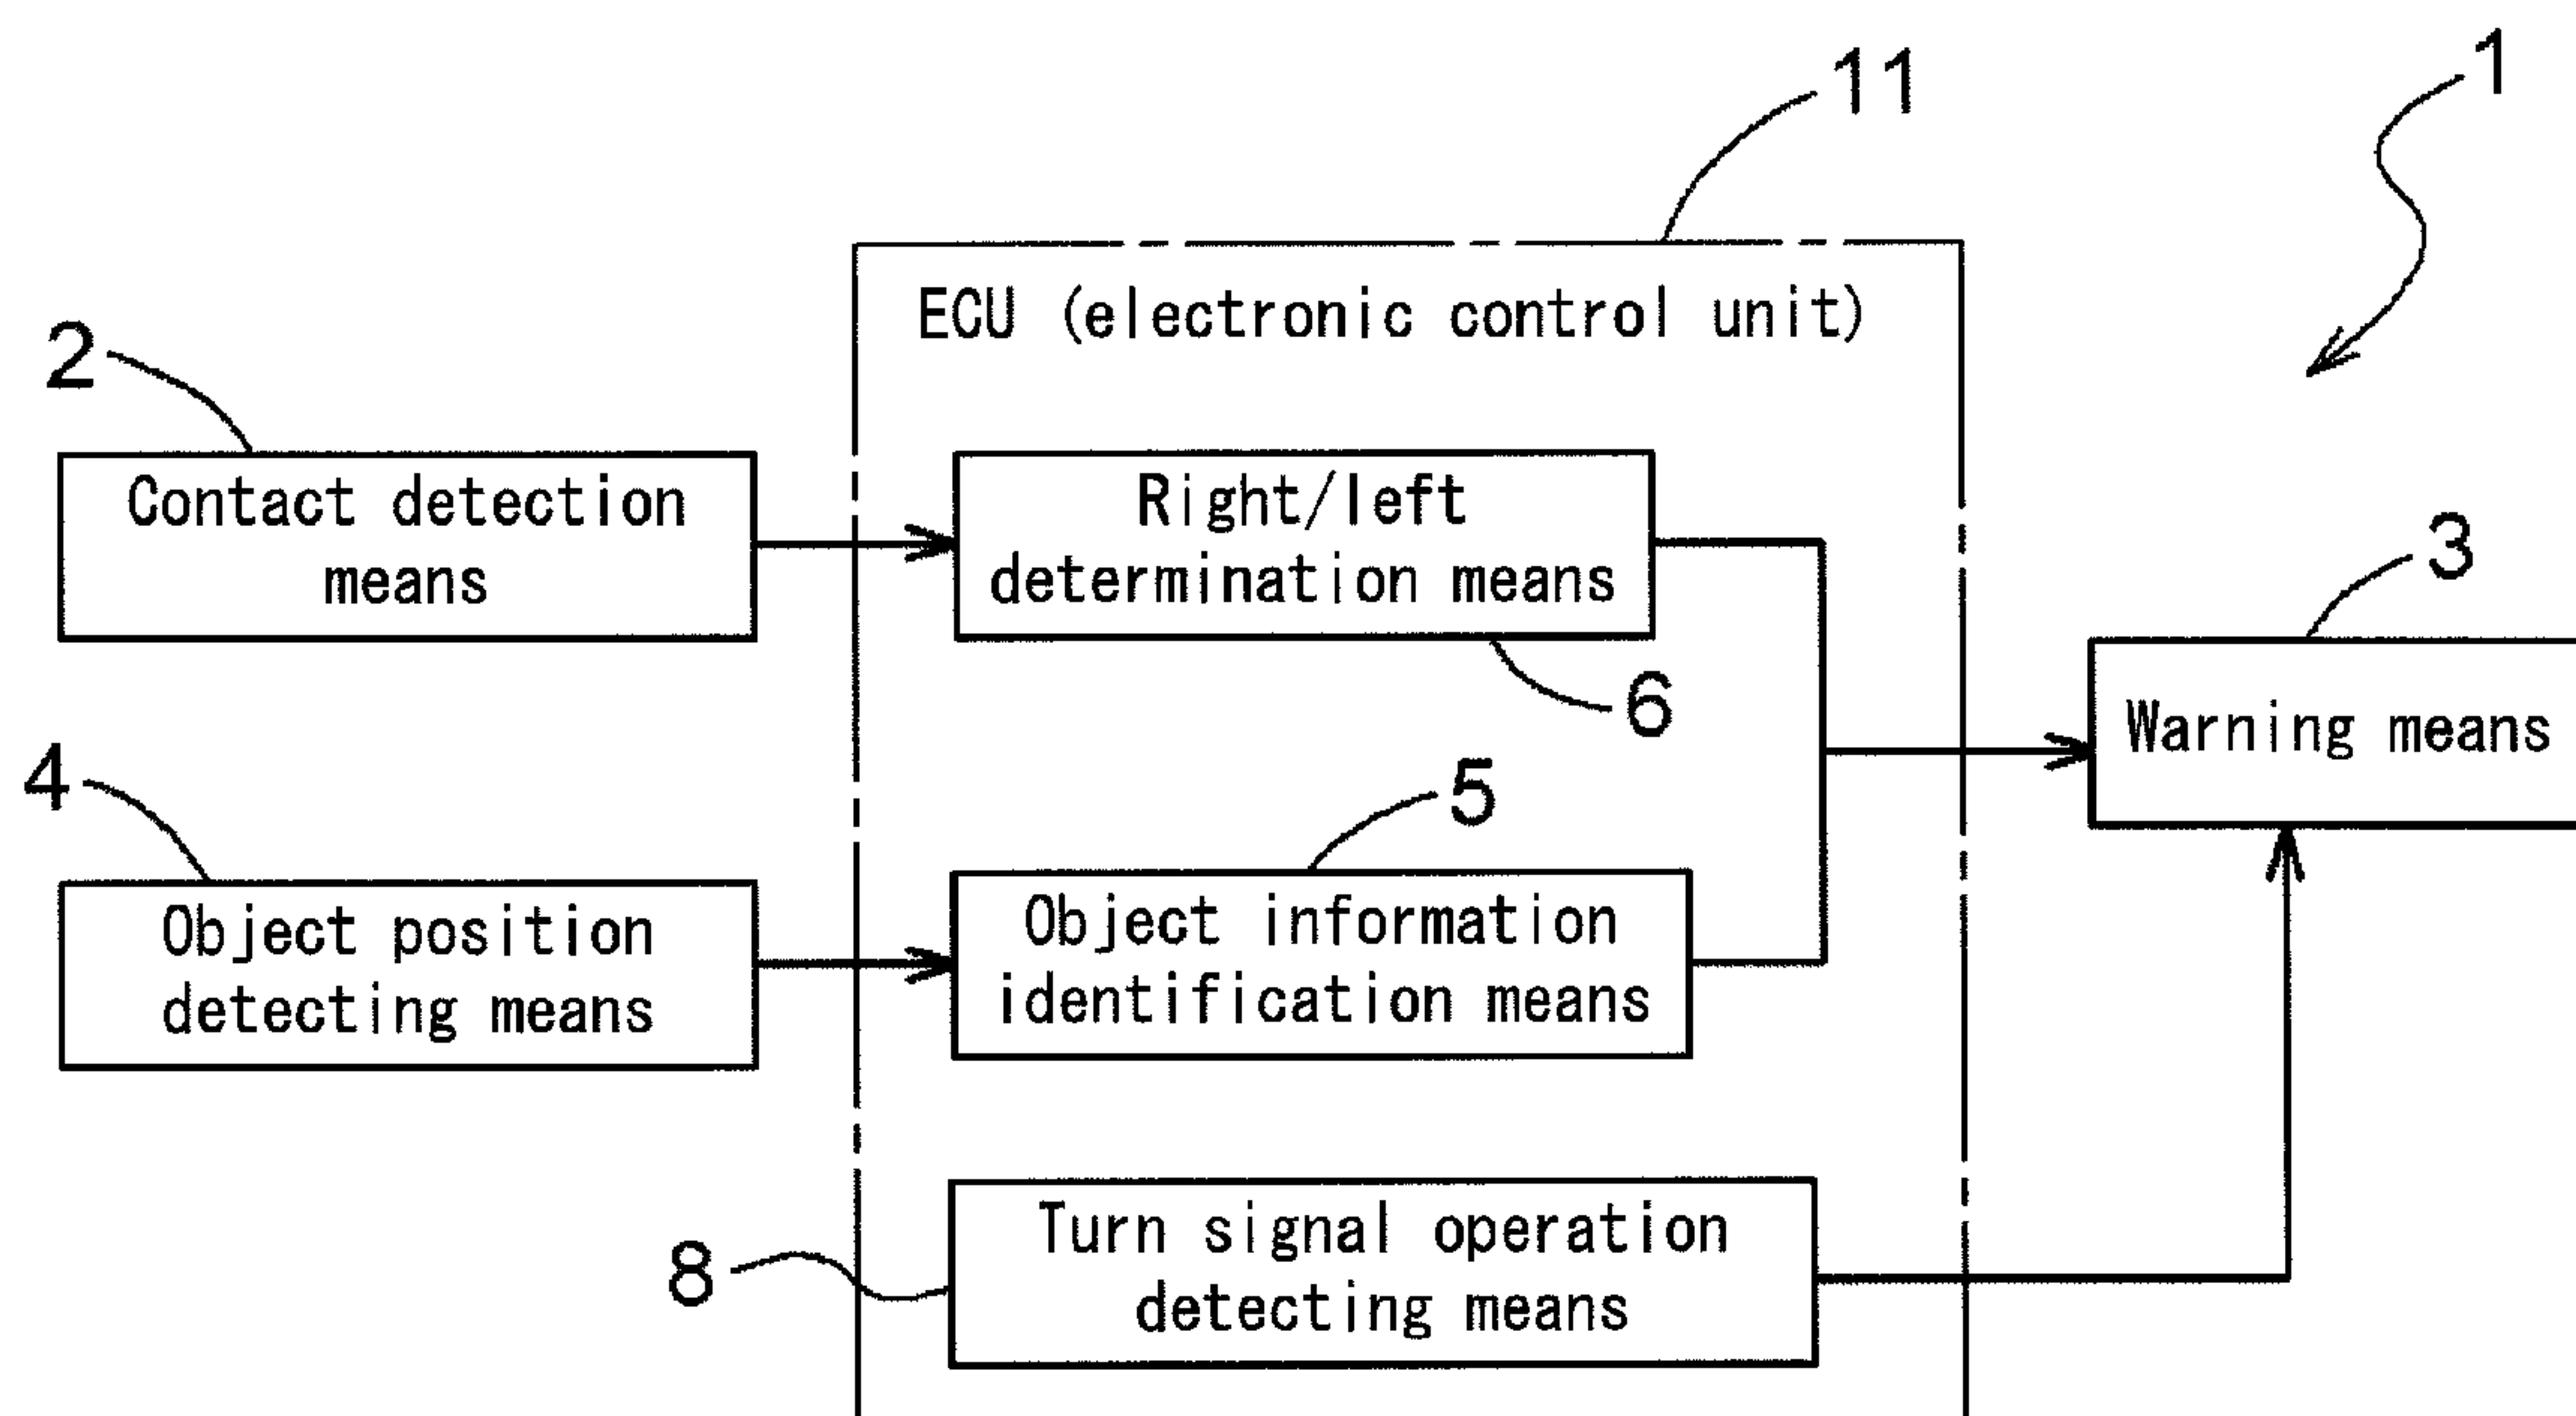 1
11
ECU (electronic control unit)
2
Contact detection
means
Right/left
determination means
6
3
Warning means
4
Object position
detecting means
5
Object information
identification means
8
Turn signal operation
detecting means